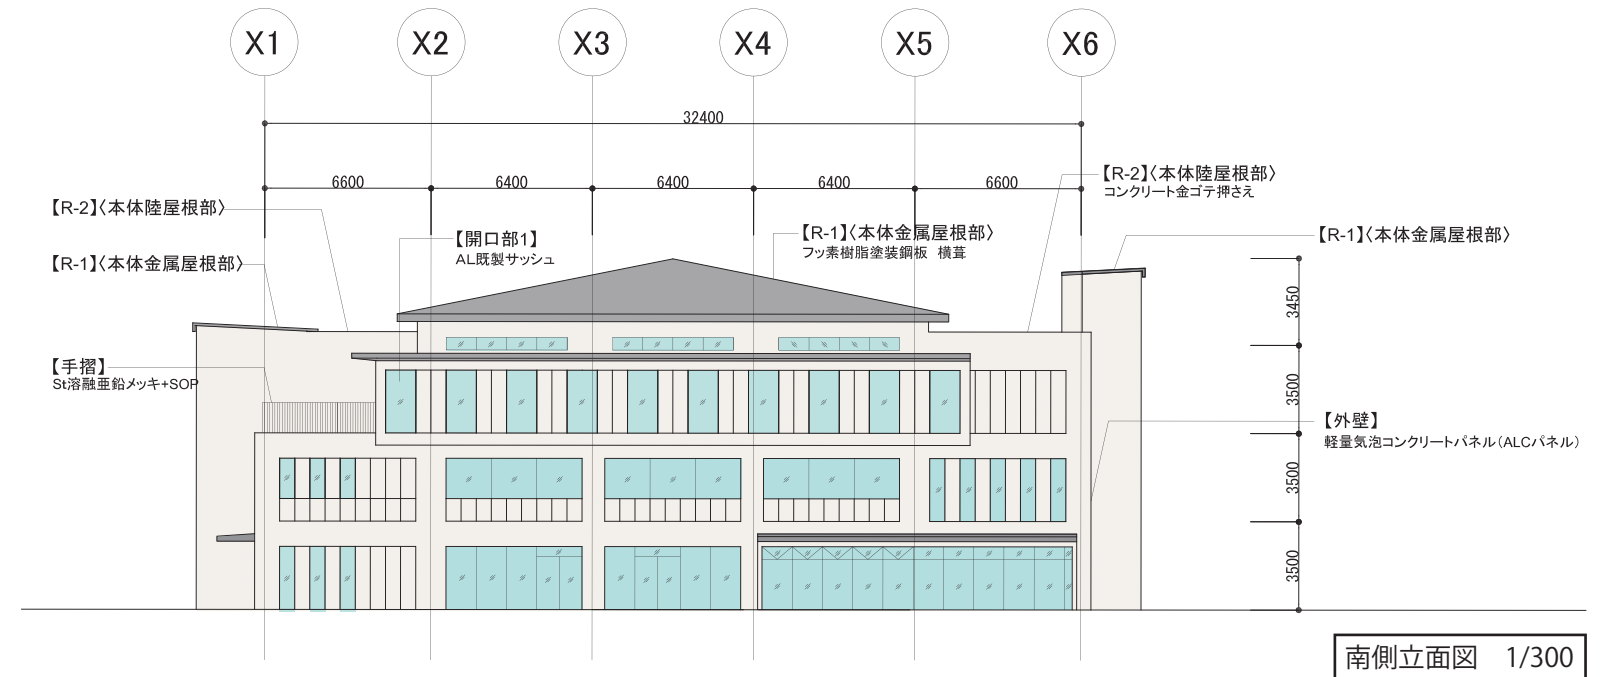 X1
X2
X3
X4
X5
X6
32400
6600
6400
6400
6400
6600
【R-2】〈本体陸屋根部〉
コンクリート金ゴテ押さえ
【R-2】〈本体陸屋根部〉
【開口部1】
AL既製サッシュ
【R-1】〈本体金属屋根部〉
フッ素樹脂塗装鋼板 横葺
【R-1】〈本体金属屋根部〉
【R-1】〈本体金属屋根部〉
3450
【手摺】
St溶融亜鉛メッキ+SOP
3500
【外壁】
軽量気泡コンクリートパネル(ALCパネル)
3500
3500
南側立面図 1/300